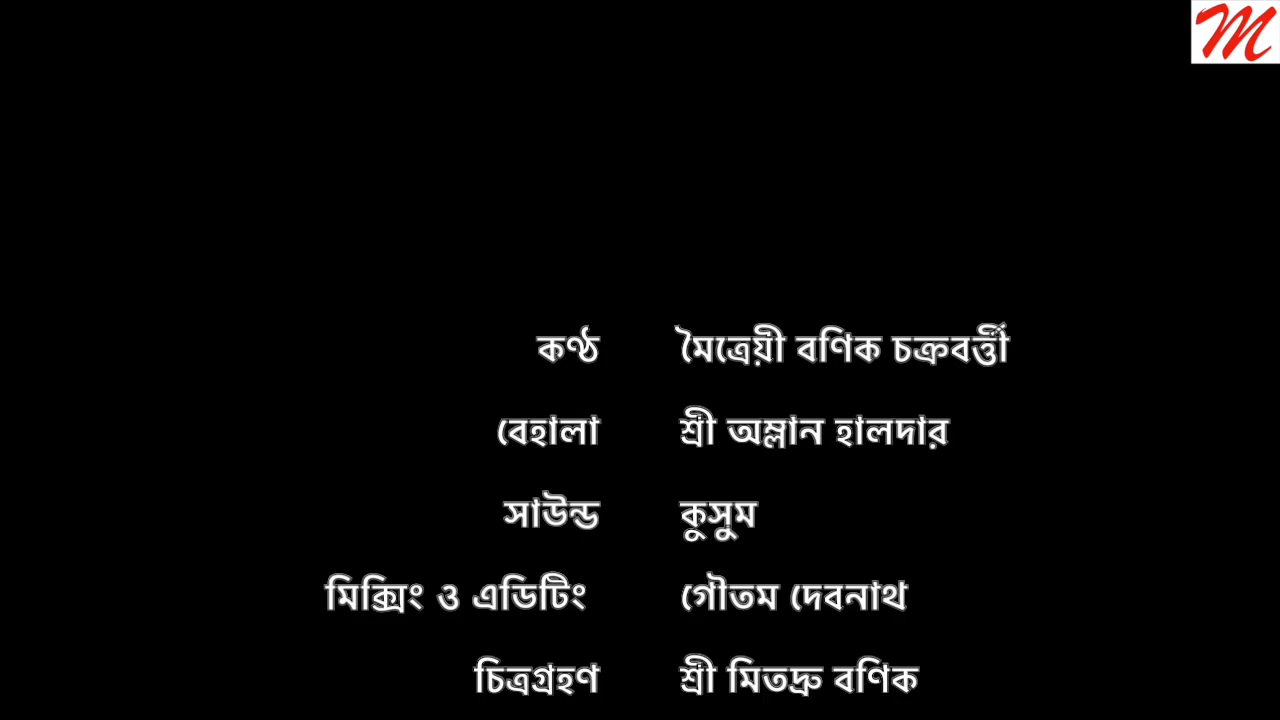 M
কণ্ঠ মৈত্রেয়ী বণিক চক্রবর্ত্তী
বেহালা শ্রী অম্লান হালদার
সাউন্ড কুসুম
মিক্সিং ও এডিটিং গৌতম দেবনাথ
চিত্রগ্রহণ শ্রী মিতদ্রু বণিক